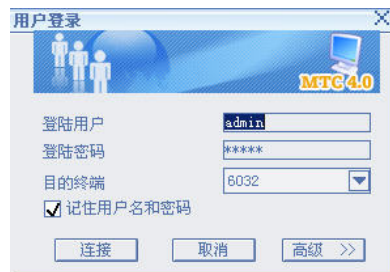 用户登录
MTC 4.0
登陆用户 admin
登陆密码 *****
目的终端 6032
记住用户名和密码
连接 取消 高级 >>